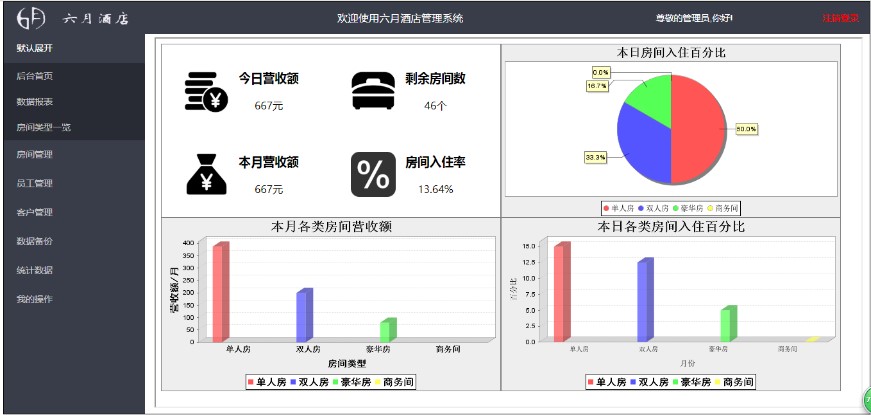 六月酒店
欢迎使用六月酒店管理系统
尊敬的管理员,你好!
注销登录
默认展开
后台首页
数据报表
房间类型一览
房间管理
员工管理
客户管理
数据备份
统计数据
我的操作
今日营收额
667元
剩余房间数
46个
本月营收额
667元
房间入住率
13.64%
本日房间入住百分比
0.0%
16.7%
33.3%
50.0%
单人房 双人房 豪华房 商务间
本月各类房间营收额
营收额/月
400
350
300
250
200
150
100
50
0
单人房 双人房 豪华房 商务间
房间类型
单人房 双人房 豪华房 商务间
本日各类房间入住百分比
百分比
15.0
12.5
10.0
7.5
5.0
2.5
0.0
单人房 双人房 豪华房 商务间
月份
单人房 双人房 豪华房 商务间